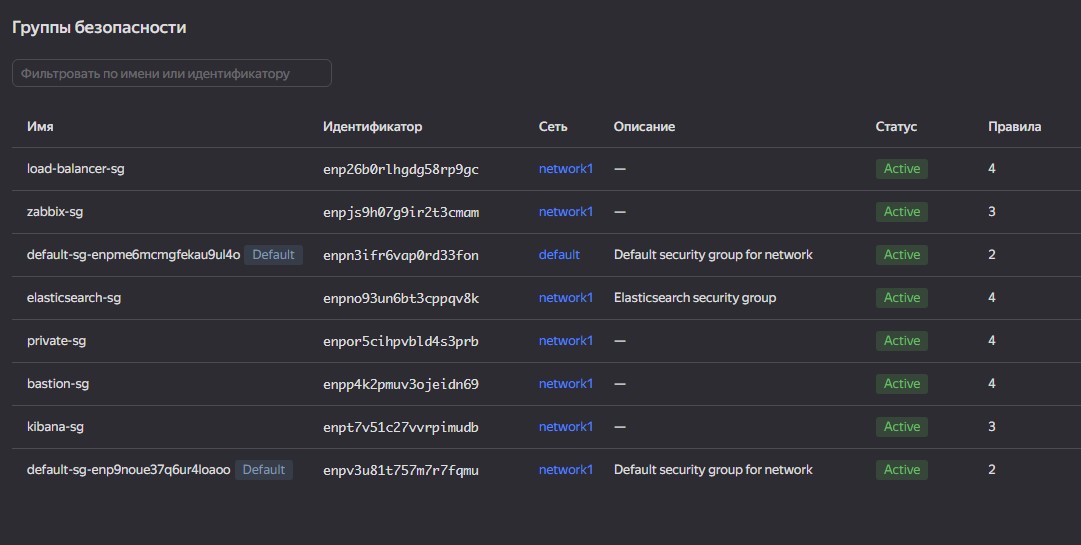 Группы безопасности
Фильтровать по имени или идентификатору
Имя Идентификатор Сеть Описание Статус Правила
load-balancer-sg enp26b0rlhgdg58rp9gc network1 — Active 4
zabbix-sg enpjs9h07g9ir2t3cmam network1 — Active 3
default-sg-enpme6mcmgfekau9ul4o Default enpn3ifr6vap0rd33fon default Default security group for network Active 2
elasticsearch-sg enpno93un6bt3cppqv8k network1 Elasticsearch security group Active 4
private-sg enpor5cihpvbld4s3prb network1 — Active 4
bastion-sg enpp4k2pmuv3ojeidn69 network1 — Active 4
kibana-sg enpt7v51c27vvrpimudb network1 — Active 3
default-sg-enp9noue37q6ur4loaoo Default enpv3u81t757m7r7fqmu network1 Default security group for network Active 2